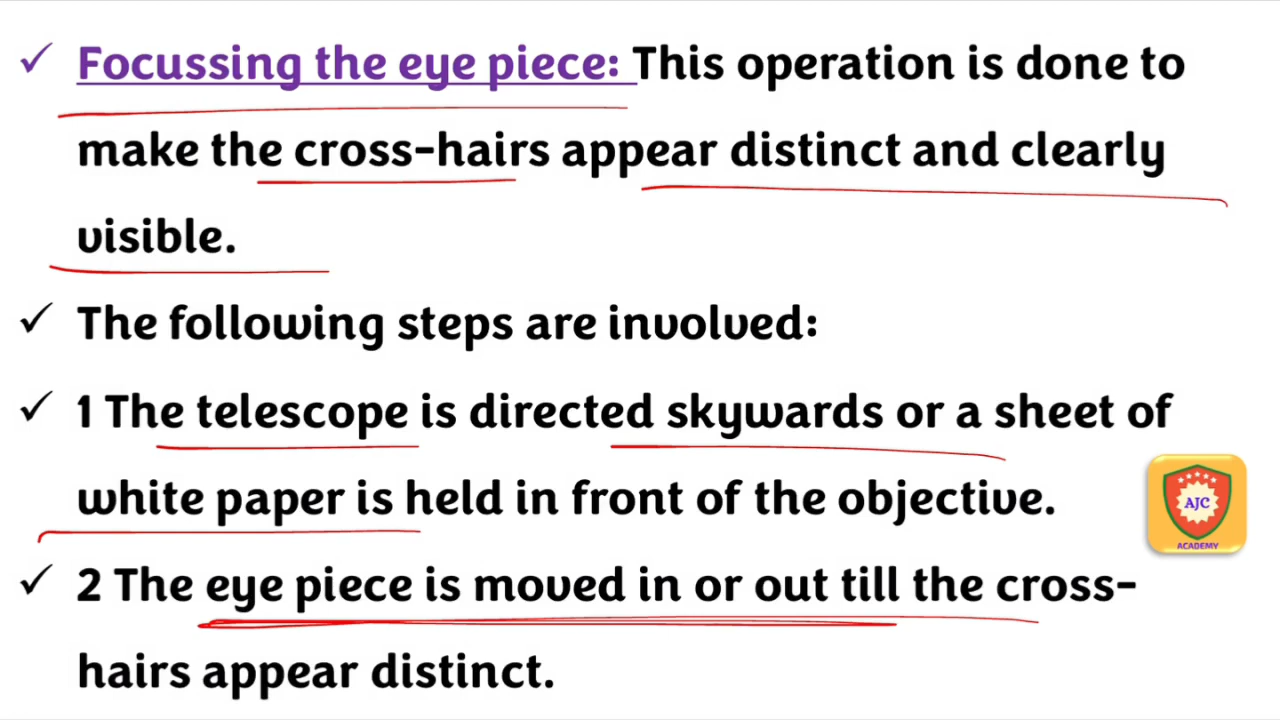 ✓ Focussing the eye piece: This operation is done to
make the cross-hairs appear distinct and clearly
visible.
✓ The following steps are involved:
✓ 1 The telescope is directed skywards or a sheet of
white paper is held in front of the objective.
✓ 2 The eye piece is moved in or out till the cross-
hairs appear distinct.
AJC
ACADEMY